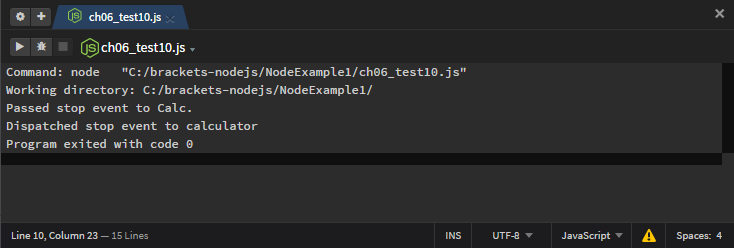 ch06_test10.js
JS ch06_test10.js
Command: node   "C:/brackets-nodejs/NodeExample1/ch06_test10.js"
Working directory: C:/brackets-nodejs/NodeExample1/
Passed stop event to Calc.
Dispatched stop event to calculator
Program exited with code 0
Line 10, Column 23 — 15 Lines INS UTF-8 JavaScript Spaces: 4